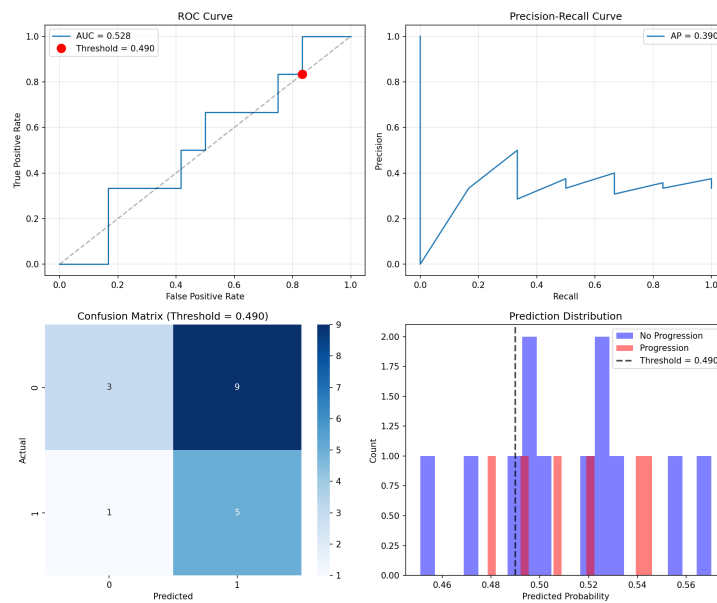 ROC Curve
AUC = 0.528
Threshold = 0.490
1.0
0.8
0.6
0.4
0.2
0.0
True Positive Rate
0.0 0.2 0.4 0.6 0.8 1.0
False Positive Rate
Precision-Recall Curve
AP = 0.390
1.0
0.8
0.6
0.4
0.2
0.0
Precision
0.0 0.2 0.4 0.6 0.8 1.0
Recall
Confusion Matrix (Threshold = 0.490)
0
1
Actual
3 9
1 5
0 1
Predicted
9
8
7
6
5
4
3
2
1
Prediction Distribution
No Progression
Progression
Threshold = 0.490
2.00
1.75
1.50
1.25
1.00
0.75
0.50
0.25
0.00
Count
0.46 0.48 0.50 0.52 0.54 0.56
Predicted Probability